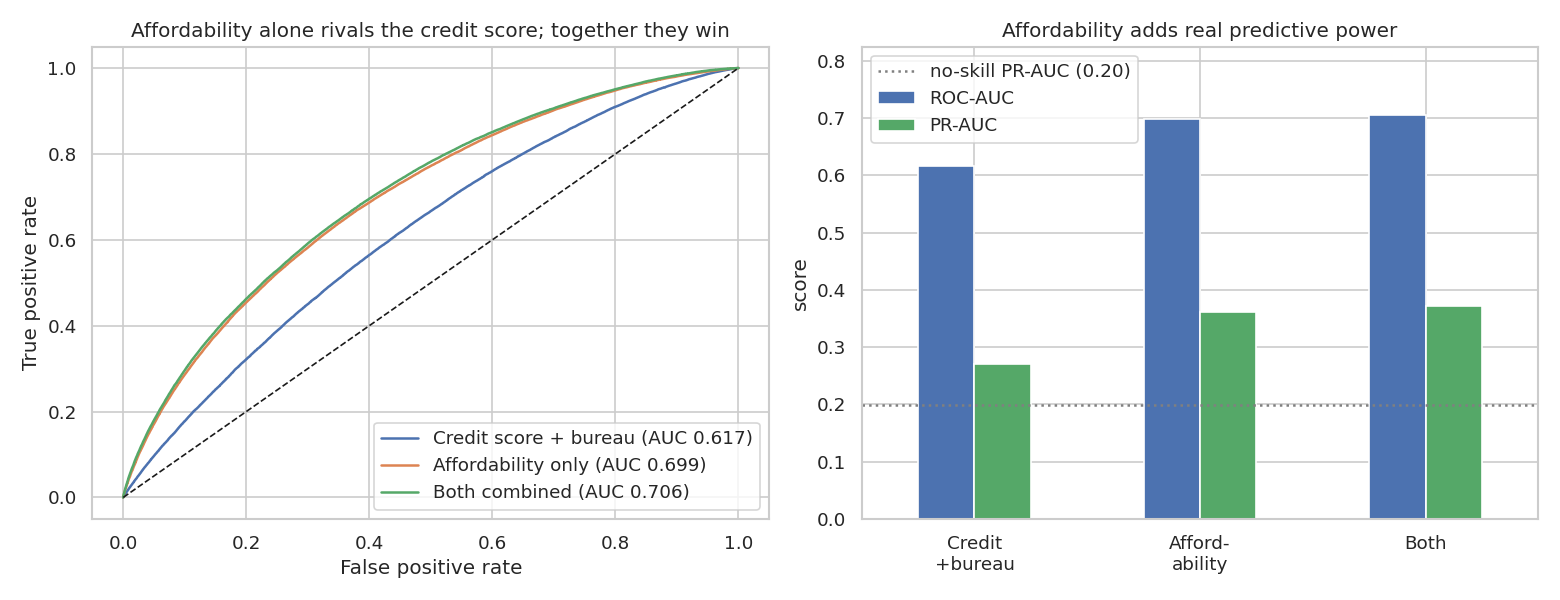 Affordability alone rivals the credit score; together they win
1.0
0.8
0.6
0.4
0.2
0.0
True positive rate
Credit score + bureau (AUC 0.617)
Affordability only (AUC 0.699)
Both combined (AUC 0.706)
0.0 0.2 0.4 0.6 0.8 1.0
False positive rate
Affordability adds real predictive power
0.8
0.7
0.6
0.5
0.4
0.3
0.2
0.1
0.0
score
no-skill PR-AUC (0.20)
ROC-AUC
PR-AUC
Credit
+bureau
Afford-
ability
Both